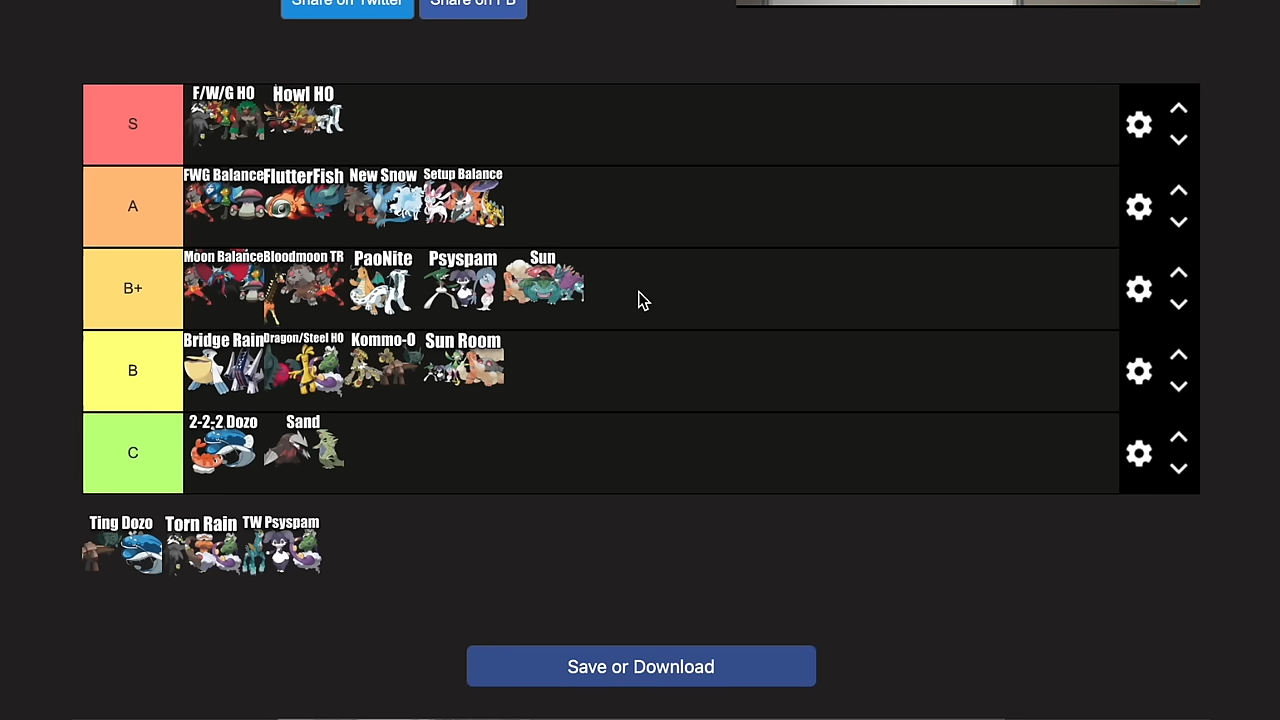 Share on Twitter Share on FB
S F/W/G HO Howl HO
A FWG Balance FlutterFish New Snow Setup Balance
B+ Moon Balance Bloodmoon TR PaoNite Psyspam Sun
B Bridge Rain Dragon/Steel HO Kommo-O Sun Room
C 2-2-2 Dozo Sand
Ting Dozo Torn Rain TW Psyspam
Save or Download